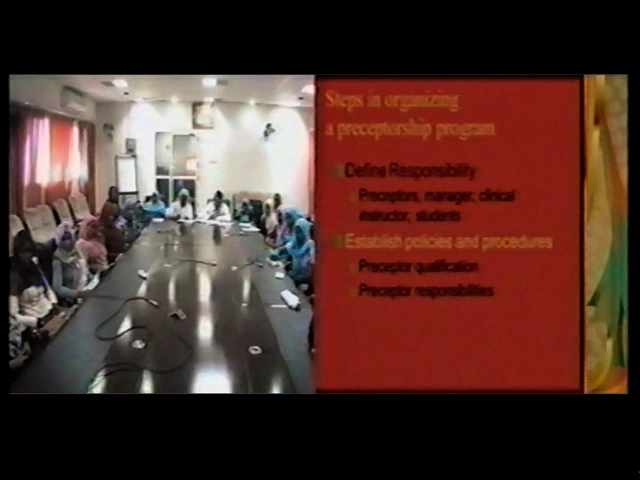 Steps in organizing
a preceptorship program
Define Responsibility
Preceptors, manager, clinical
instructor, students
Establish policies and procedures
Preceptor qualification
Preceptor responsibilities